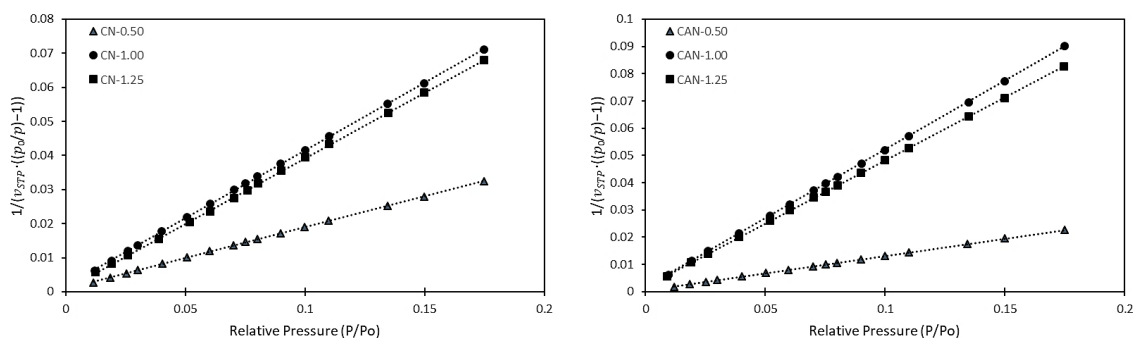 0.08
0.07
0.06
0.05
0.04
0.03
0.02
0.01
0
1/(v_STP·((p_0/p)−1))
CN-0.50
CN-1.00
CN-1.25
0 0.05 0.1 0.15 0.2
Relative Pressure (P/Po)
0.1
0.09
0.08
0.07
0.06
0.05
0.04
0.03
0.02
0.01
0
1/(v_STP·((p_0/p)−1))
CAN-0.50
CAN-1.00
CAN-1.25
0 0.05 0.1 0.15 0.2
Relative Pressure (P/Po)